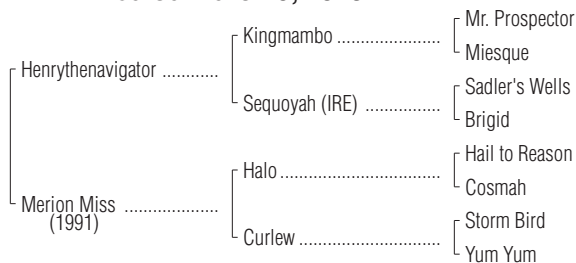 Kingmambo ..................
Mr. Prospector
Miesque
Henrythenavigator ............
Sequoyah (IRE) .................
Sadler's Wells
Brigid
Halo................................
Hail to Reason
Cosmah
Merion Miss ....................
(1991)
Curlew ............................
Storm Bird
Yum Yum